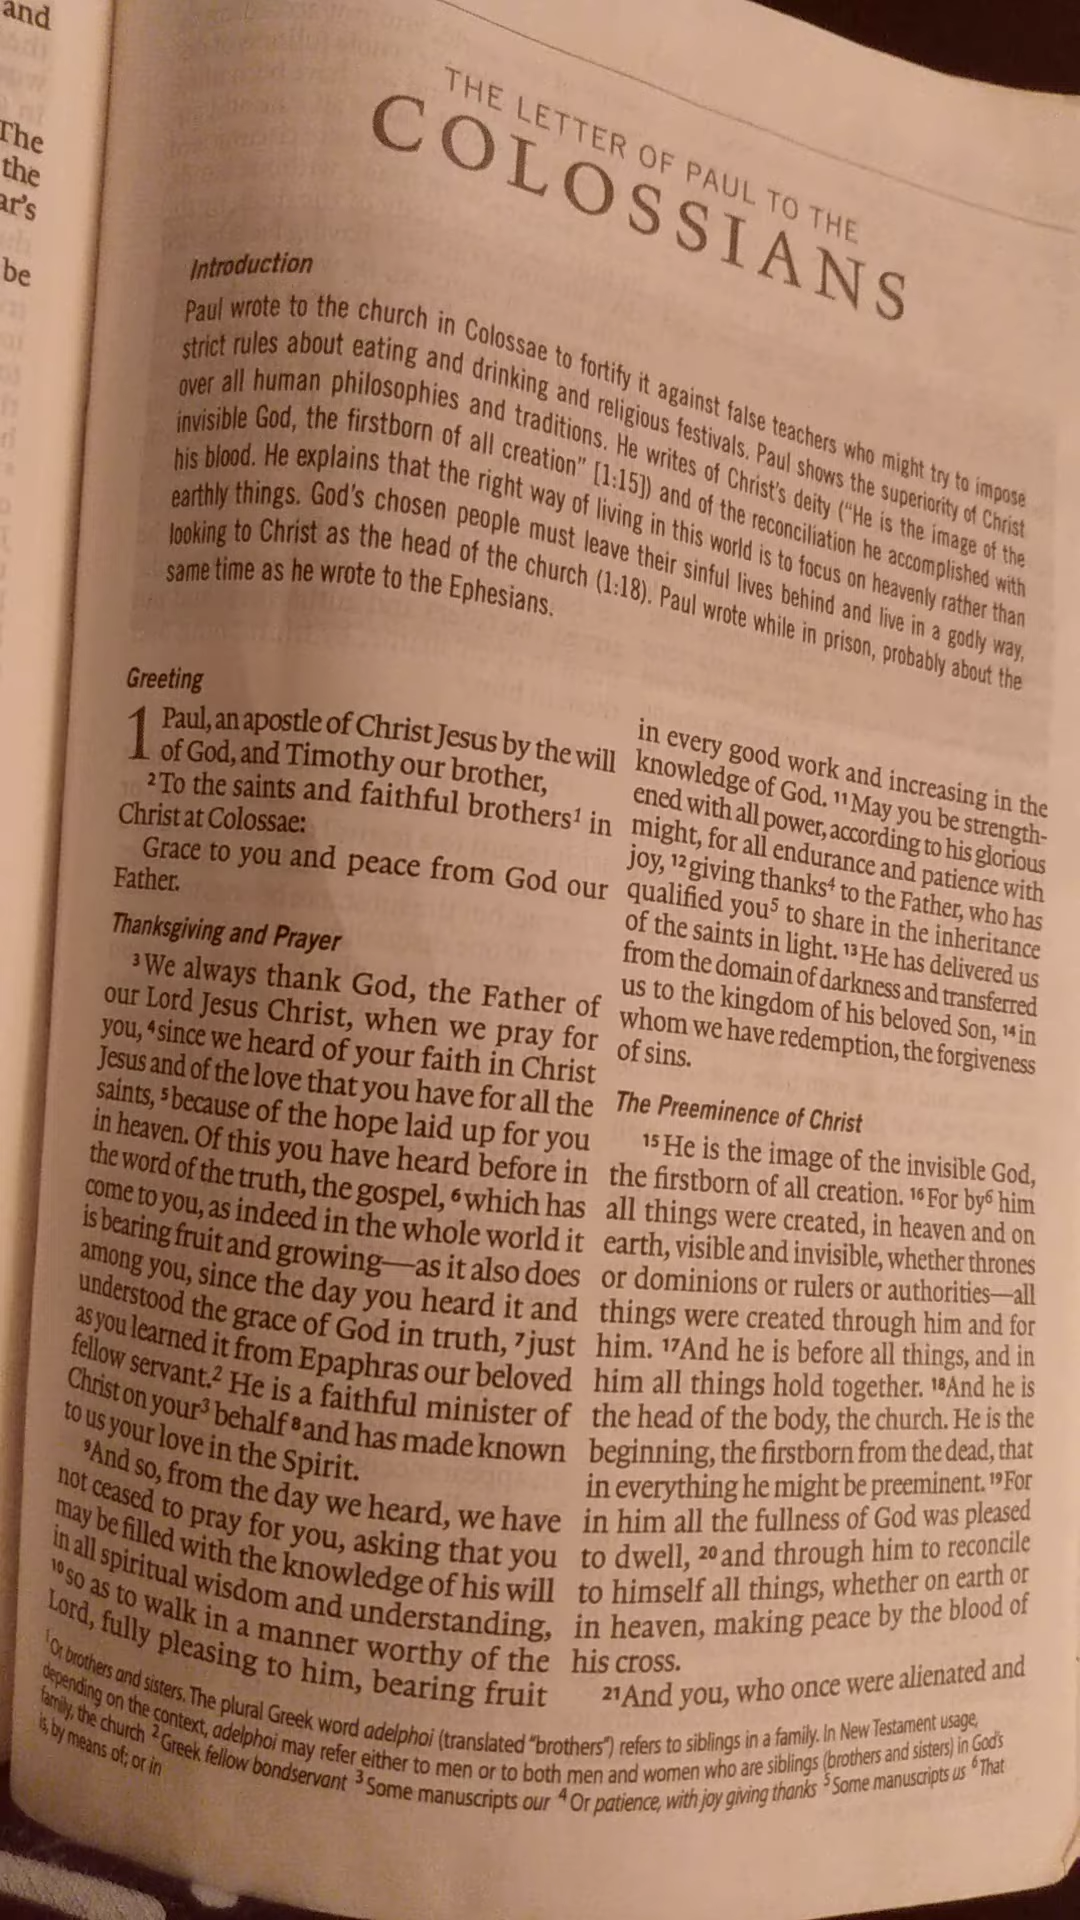 and
The
the
ar's
be
THE LETTER OF PAUL TO THE
COLOSSIANS
Introduction
Paul wrote to the church in Colossae to fortify it against false teachers who might try to impose
strict rules about eating and drinking and religious festivals. Paul shows the superiority of Christ
over all human philosophies and traditions. He writes of Christ's deity ("He is the image of the
invisible God, the firstborn of all creation" [1:15]) and of the reconciliation he accomplished with
his blood. He explains that the right way of living in this world is to focus on heavenly rather than
earthly things. God's chosen people must leave their sinful lives behind and live in a godly way,
looking to Christ as the head of the church (1:18). Paul wrote while in prison, probably about the
same time as he wrote to the Ephesians.
Greeting
1 Paul, an apostle of Christ Jesus by the will
of God, and Timothy our brother,
2 To the saints and faithful brothers1 in
Christ at Colossae:
Grace to you and peace from God our
Father.
Thanksgiving and Prayer
3 We always thank God, the Father of
our Lord Jesus Christ, when we pray for
you, 4 since we heard of your faith in Christ
Jesus and of the love that you have for all the
saints, 5 because of the hope laid up for you
in heaven. Of this you have heard before in
the word of the truth, the gospel, 6 which has
come to you, as indeed in the whole world it
is bearing fruit and growing—as it also does
among you, since the day you heard it and
understood the grace of God in truth, 7 just
as you learned it from Epaphras our beloved
fellow servant.2 He is a faithful minister of
Christ on your3 behalf 8 and has made known
to us your love in the Spirit.
9 And so, from the day we heard, we have
not ceased to pray for you, asking that you
may be filled with the knowledge of his will
in all spiritual wisdom and understanding,
10 so as to walk in a manner worthy of the
Lord, fully pleasing to him, bearing fruit
in every good work and increasing in the
knowledge of God. 11 May you be strength-
ened with all power, according to his glorious
might, for all endurance and patience with
joy, 12 giving thanks4 to the Father, who has
qualified you5 to share in the inheritance
of the saints in light. 13 He has delivered us
from the domain of darkness and transferred
us to the kingdom of his beloved Son, 14 in
whom we have redemption, the forgiveness
of sins.
The Preeminence of Christ
15 He is the image of the invisible God,
the firstborn of all creation. 16 For by6 him
all things were created, in heaven and on
earth, visible and invisible, whether thrones
or dominions or rulers or authorities—all
things were created through him and for
him. 17 And he is before all things, and in
him all things hold together. 18 And he is
the head of the body, the church. He is the
beginning, the firstborn from the dead, that
in everything he might be preeminent. 19 For
in him all the fullness of God was pleased
to dwell, 20 and through him to reconcile
to himself all things, whether on earth or
in heaven, making peace by the blood of
his cross.
21 And you, who once were alienated and
1 Or brothers and sisters. The plural Greek word adelphoi (translated "brothers") refers to siblings in a family. In New Testament usage,
depending on the context, adelphoi may refer either to men or to both men and women who are siblings (brothers and sisters) in God's
family, the church 2 Greek fellow bondservant 3 Some manuscripts our 4 Or patience, with joy giving thanks 5 Some manuscripts us 6 That
is, by means of; or in